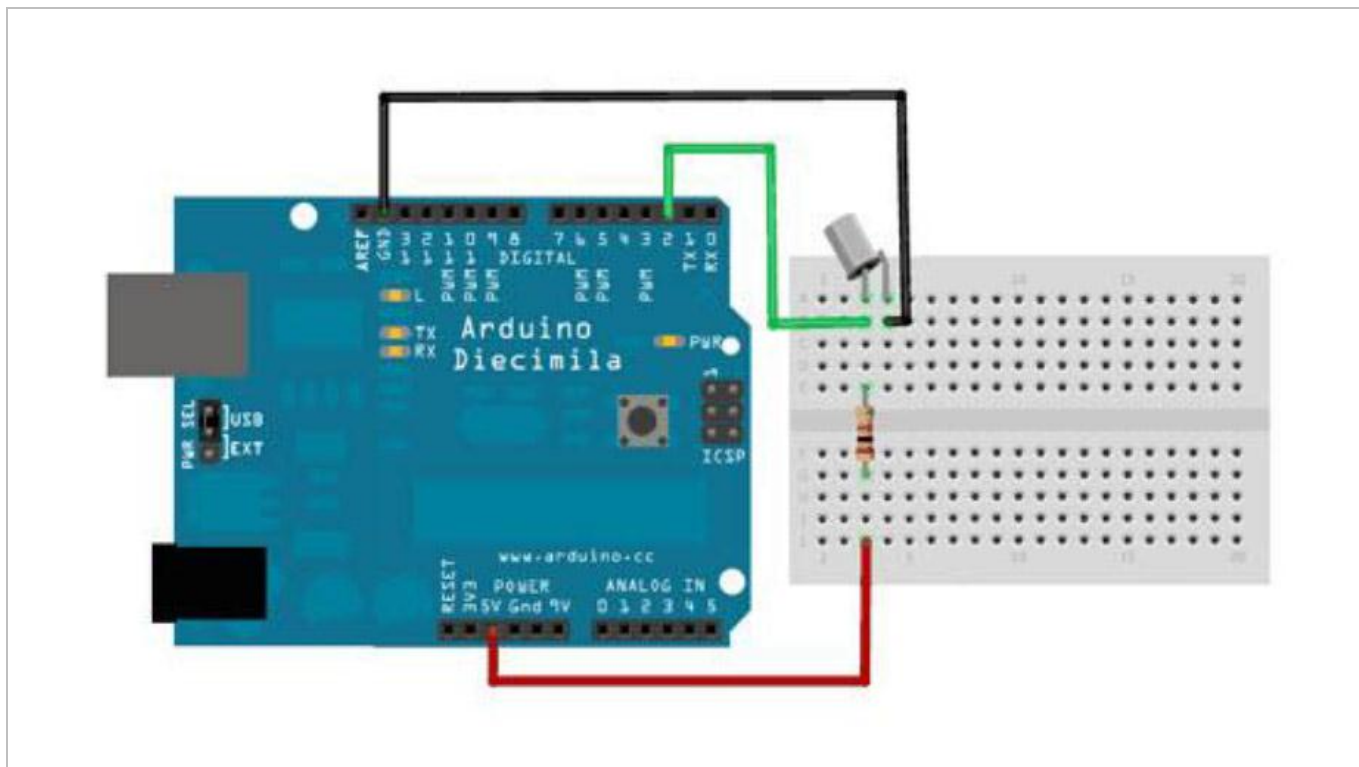 AREF GND 13 12 11 10 9 8 7 6 5 4 3 2 TX 1 RX 0
PWM PWM PWM DIGITAL PWM PWM PWM
L
TX
RX
Arduino
Diecimila
PWR
1
ICSP
PWR SEL
USB
EXT
www.arduino.cc
POWER ANALOG IN
RESET 3V3 5V Gnd 9V 0 1 2 3 4 5